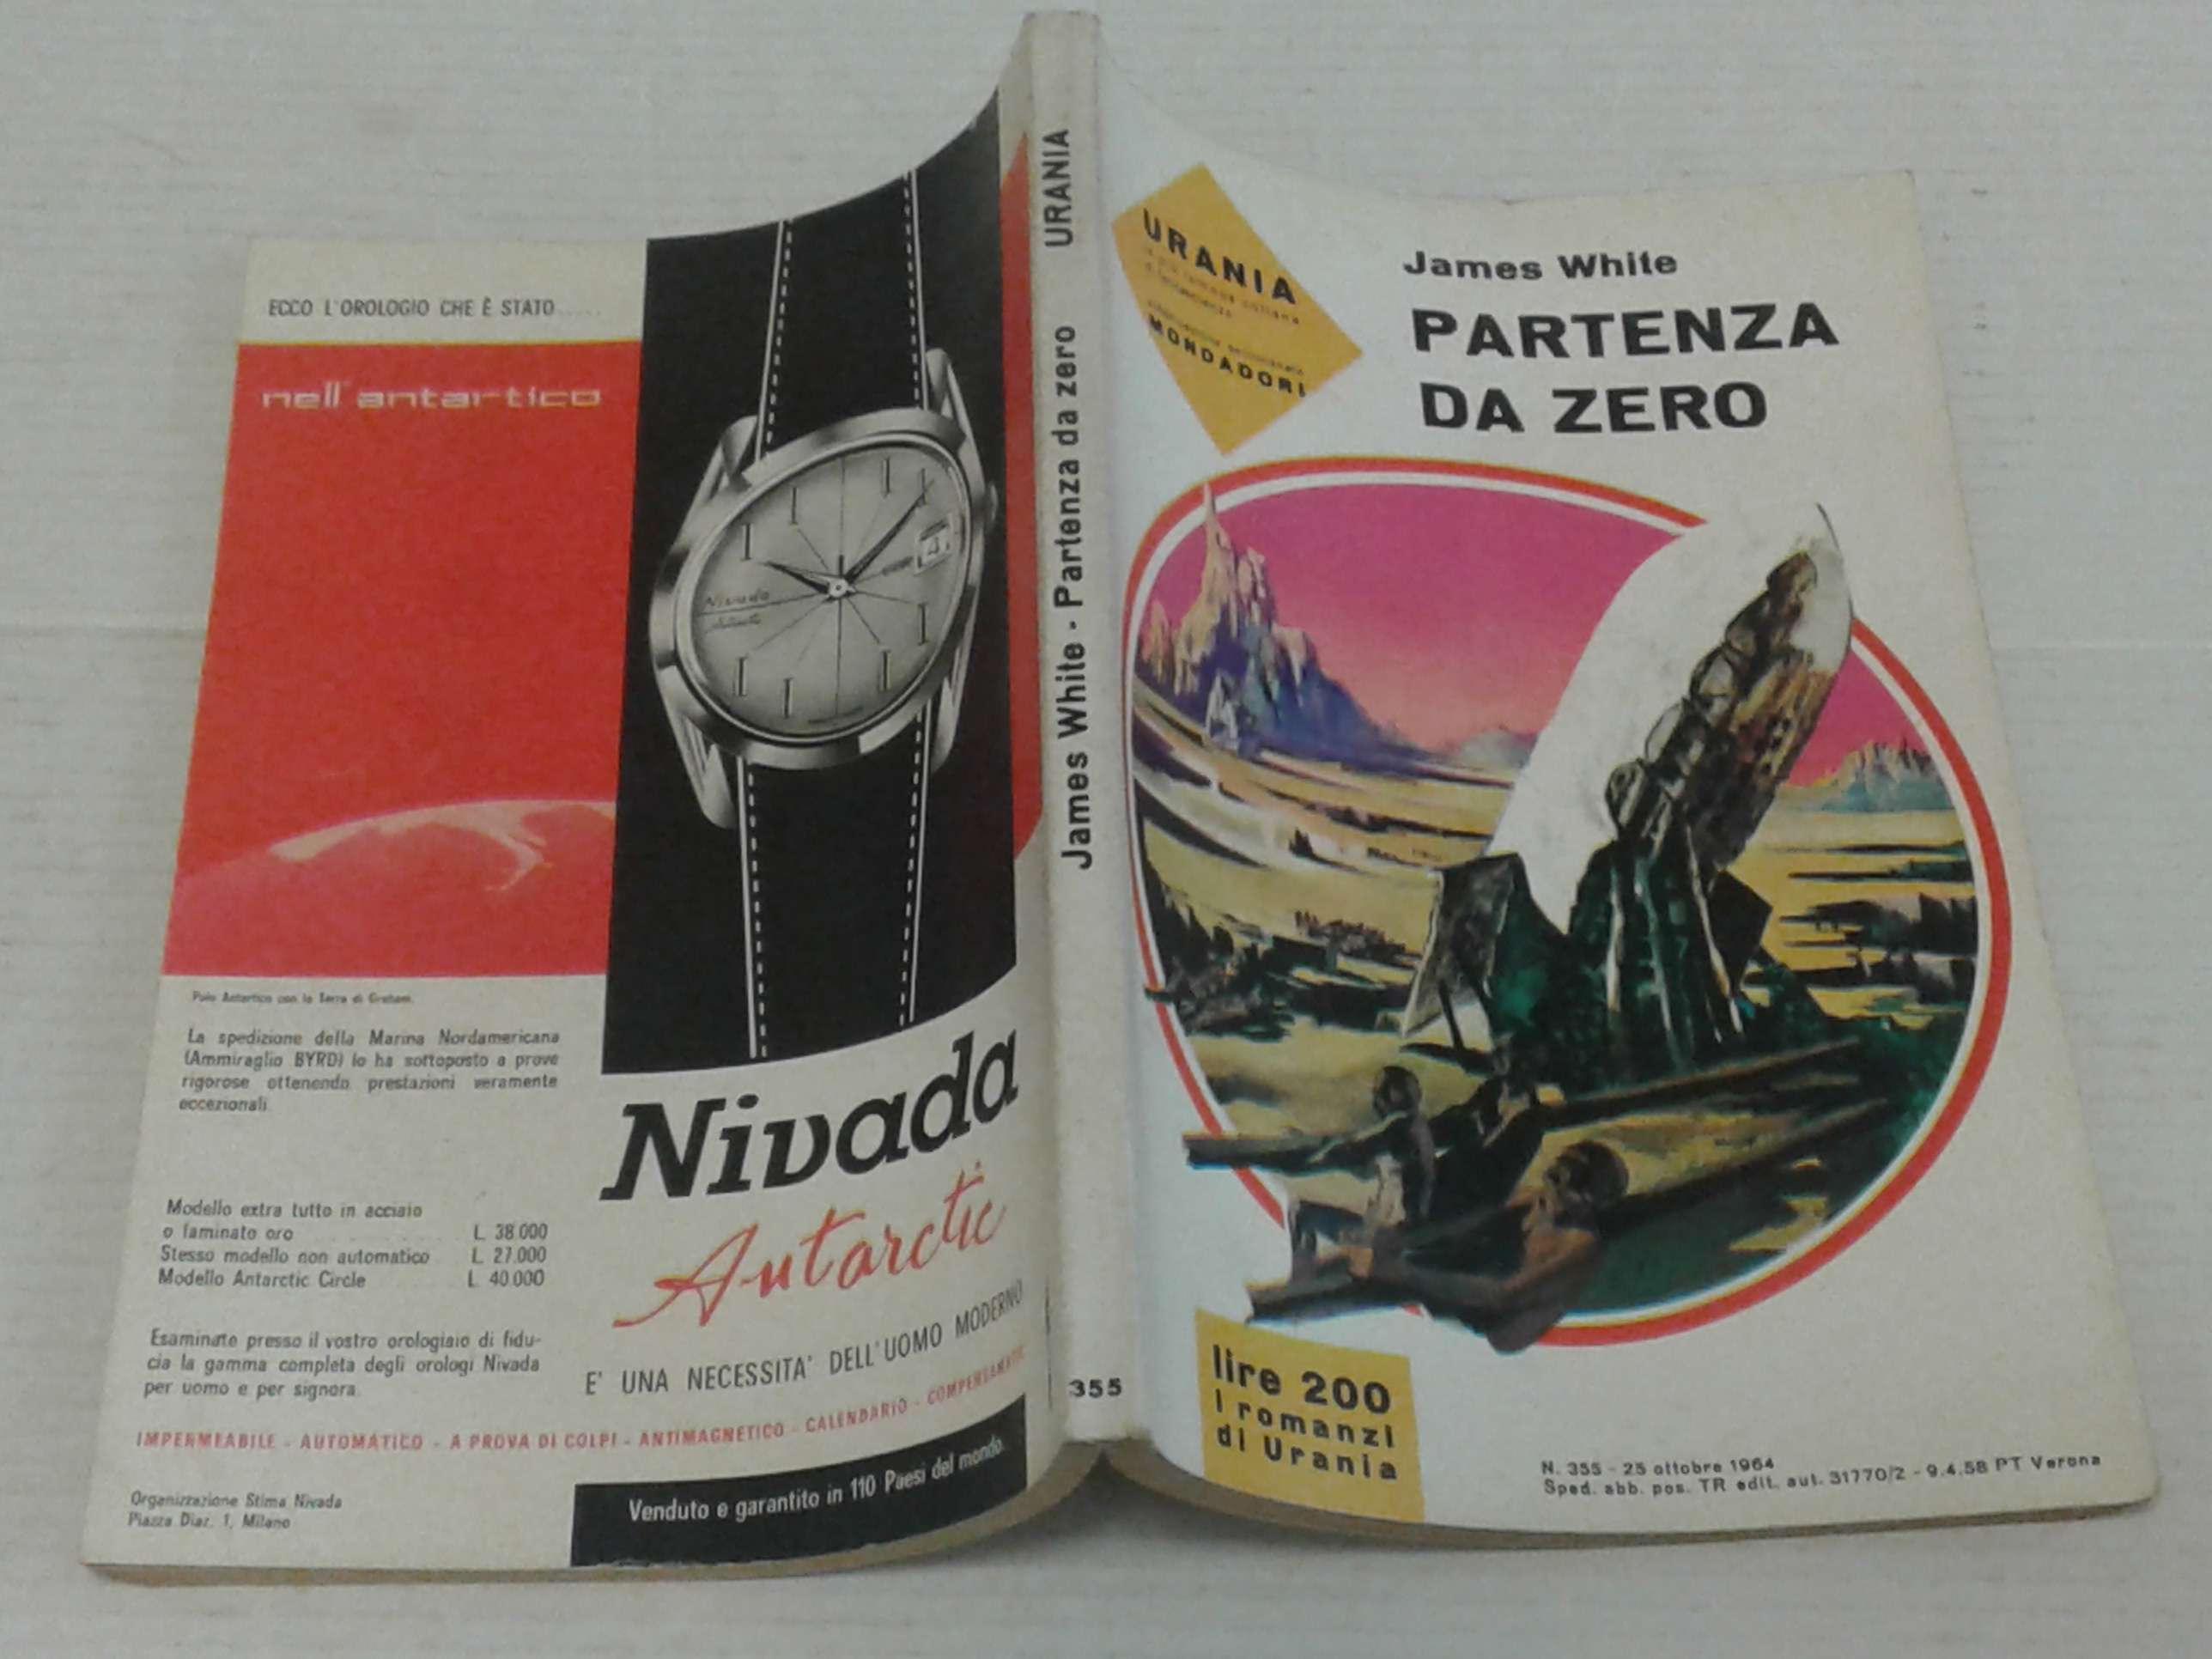 ECCO L'OROLOGIO CHE È STATO.....
nell'antartico
Nivada
4
Polo Antartico con la Terra di Graham.
La spedizione della Marina Nordamericana
(Ammiraglio BYRD) lo ha sottoposto a prove
rigorose ottenendo prestazioni veramente
eccezionali
Modello extra tutto in acciaio
o laminato oro L. 38.000
Stesso modello non automatico L. 27.000
Modello Antarctic Circle L. 40.000
Esaminate presso il vostro orologiaio di fidu-
cia la gamma completa degli orologi Nivada
per uomo e per signora.
Nivada
Antarctic
E' UNA NECESSITA' DELL'UOMO MODERNO
IMPERMEABILE - AUTOMATICO - A PROVA DI COLPI - ANTIMAGNETICO - CALENDARIO - COMPENSAMATIC
Organizzazione Stima Nivada
Piazza Diaz, 1, Milano
Venduto e garantito in 110 Paesi del mondo.
James White - Partenza da zero URANIA
355
URANIA
MONDADORI
James White
PARTENZA
DA ZERO
lire 200
I romanzi
di Urania
N. 355 - 25 ottobre 1964
Sped. abb. pos. TR edit. aut. 31770/2 - 9.4.58 PT Verona